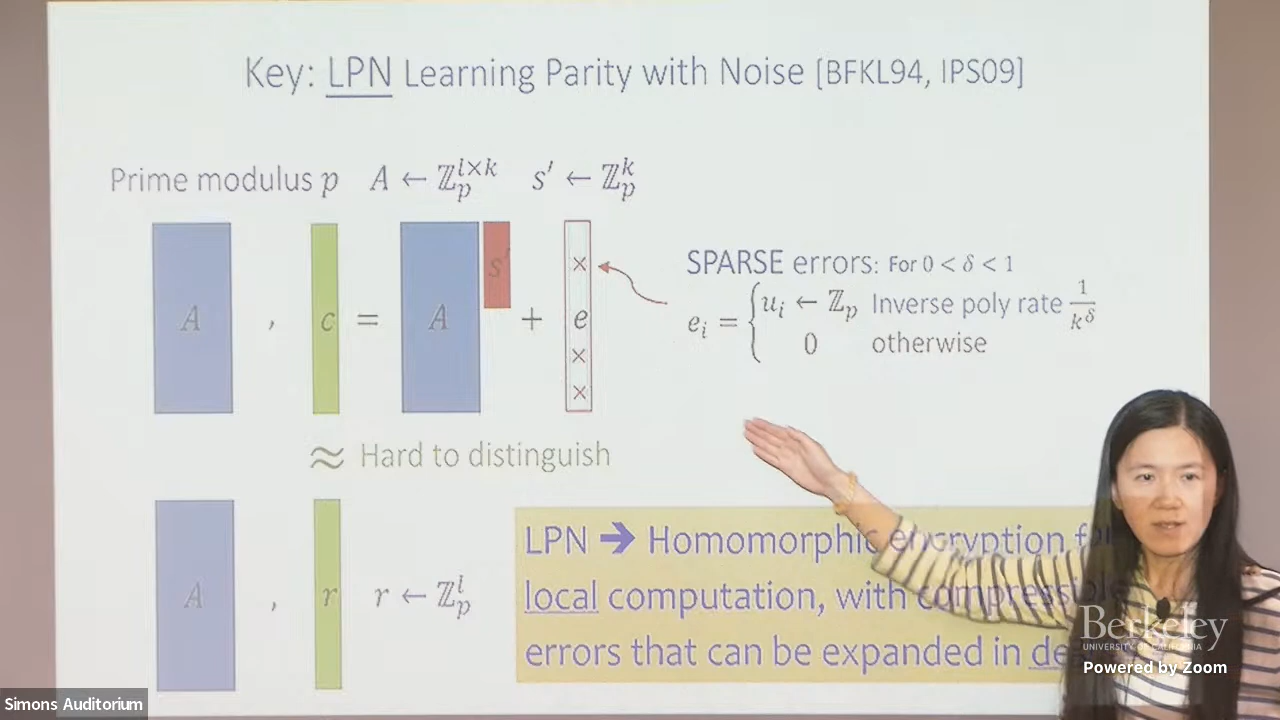 Key: LPN Learning Parity with Noise [BFKL94, IPS09]
Prime modulus p A ← ℤ_p^{l×k} s′ ← ℤ_p^k
A , c = A s′ + e
SPARSE errors: For 0 < δ < 1
e_i = { u_i ← ℤ_p Inverse poly rate 1/k^δ
0 otherwise
≈ Hard to distinguish
A , r r ← ℤ_p^l
LPN ➔ Homomorphic encryption
local computation, with compressible
errors that can be expanded in
Berkeley
UNIVERSITY OF CALIFORNIA
Powered by Zoom
Simons Auditorium